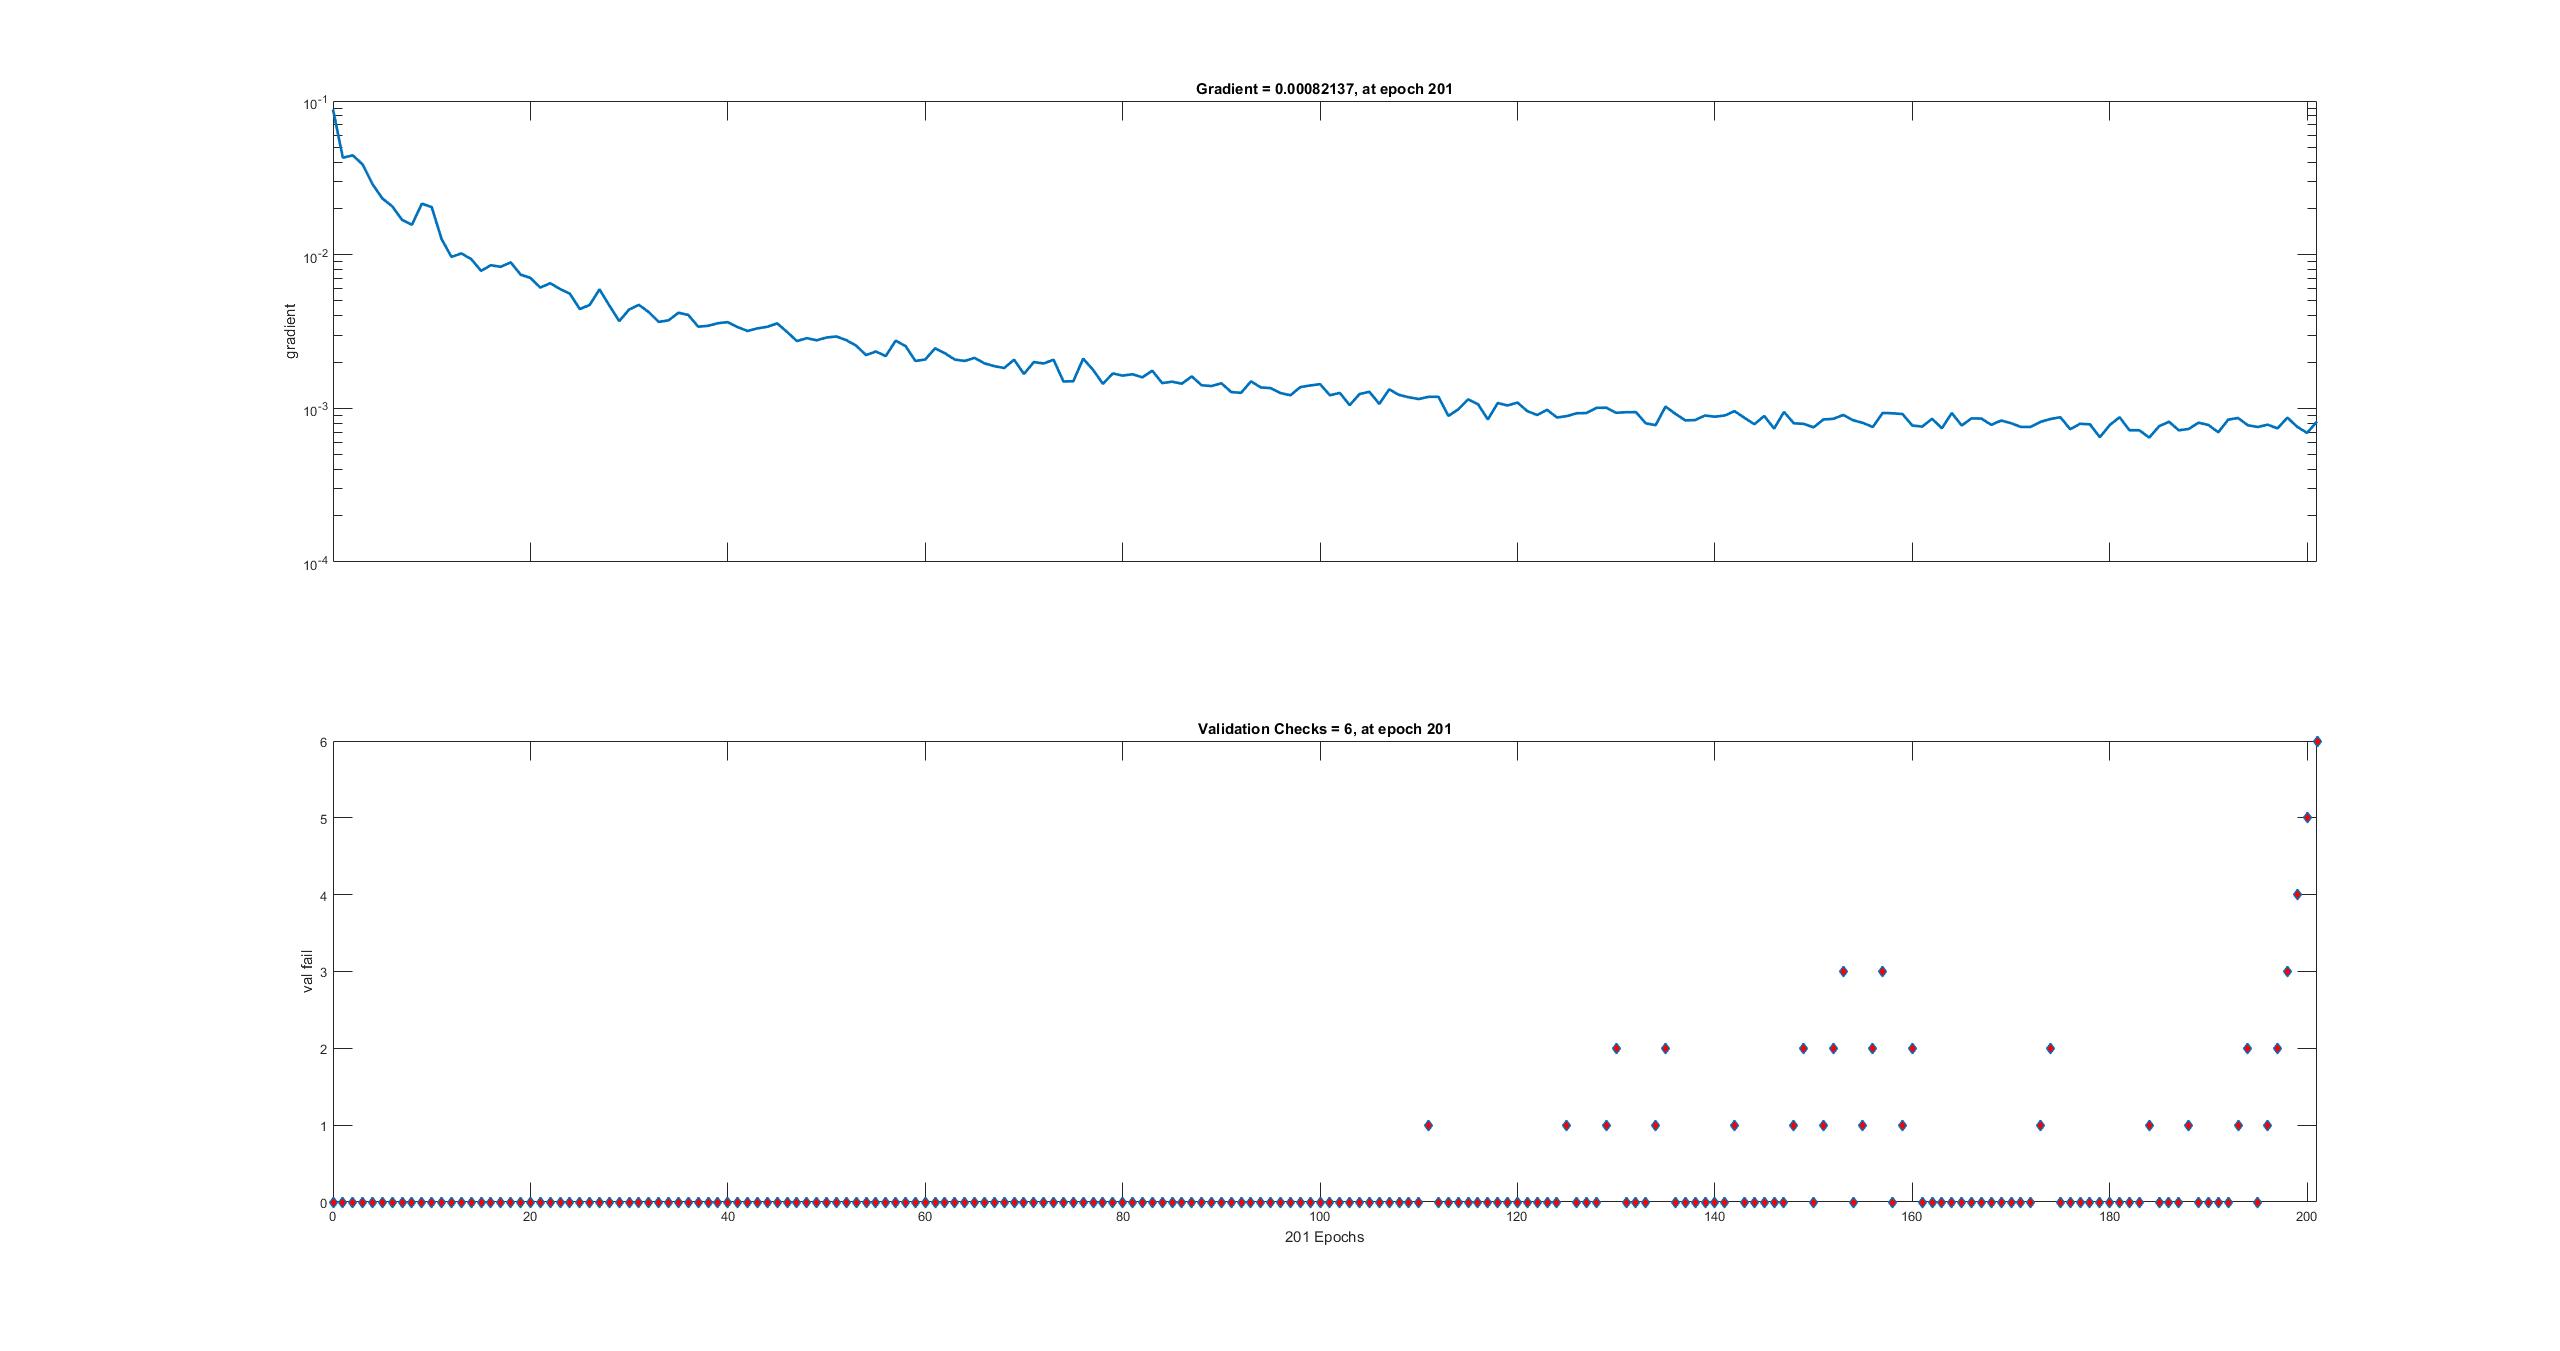 Gradient = 0.00082137, at epoch 201
10-1
10-2
10-3
10-4
gradient
Validation Checks = 6, at epoch 201
6
5
4
3
2
1
0
val fail
0 20 40 60 80 100 120 140 160 180 200
201 Epochs